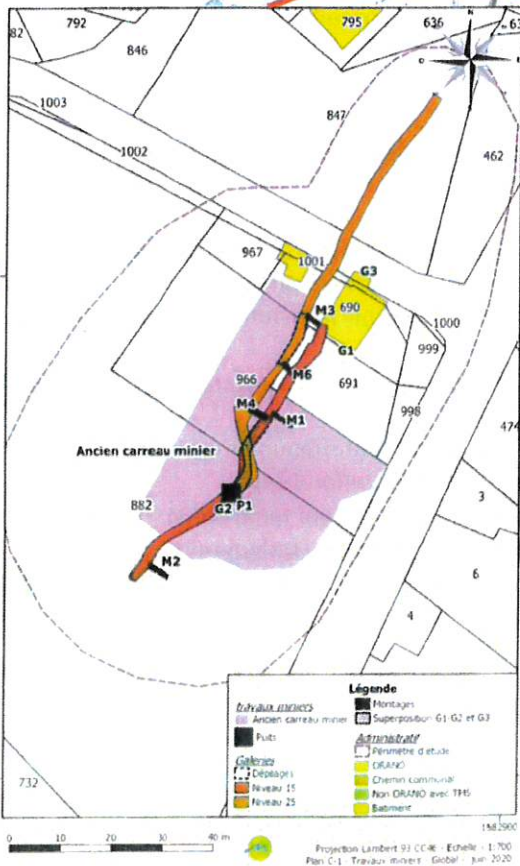 795
636
63
792
82
846
N
O
E
1003
847
1002
462
967
1001
G3
M3
690
1000
G1
999
M6
691
966
M4
M1
998
474
Ancien carreau minier
882
G2
P1
3
M2
6
4
Légende
travaux miniers
Ancien carreau minier
Puits
Galeries
Dépilages
Niveau 15
Niveau 25
Montages
Superposition G1-G2 et G3
Administratif
Périmètre d'étude
ORANO
Chemin communal
Non ORANO avec TMS
Batiment
732
1582900
0 10 20 40 m
Projection Lambert 93 CC46 - Echelle - 1:700
Plan C-1 - Travaux miniers - Global - Juin 2020